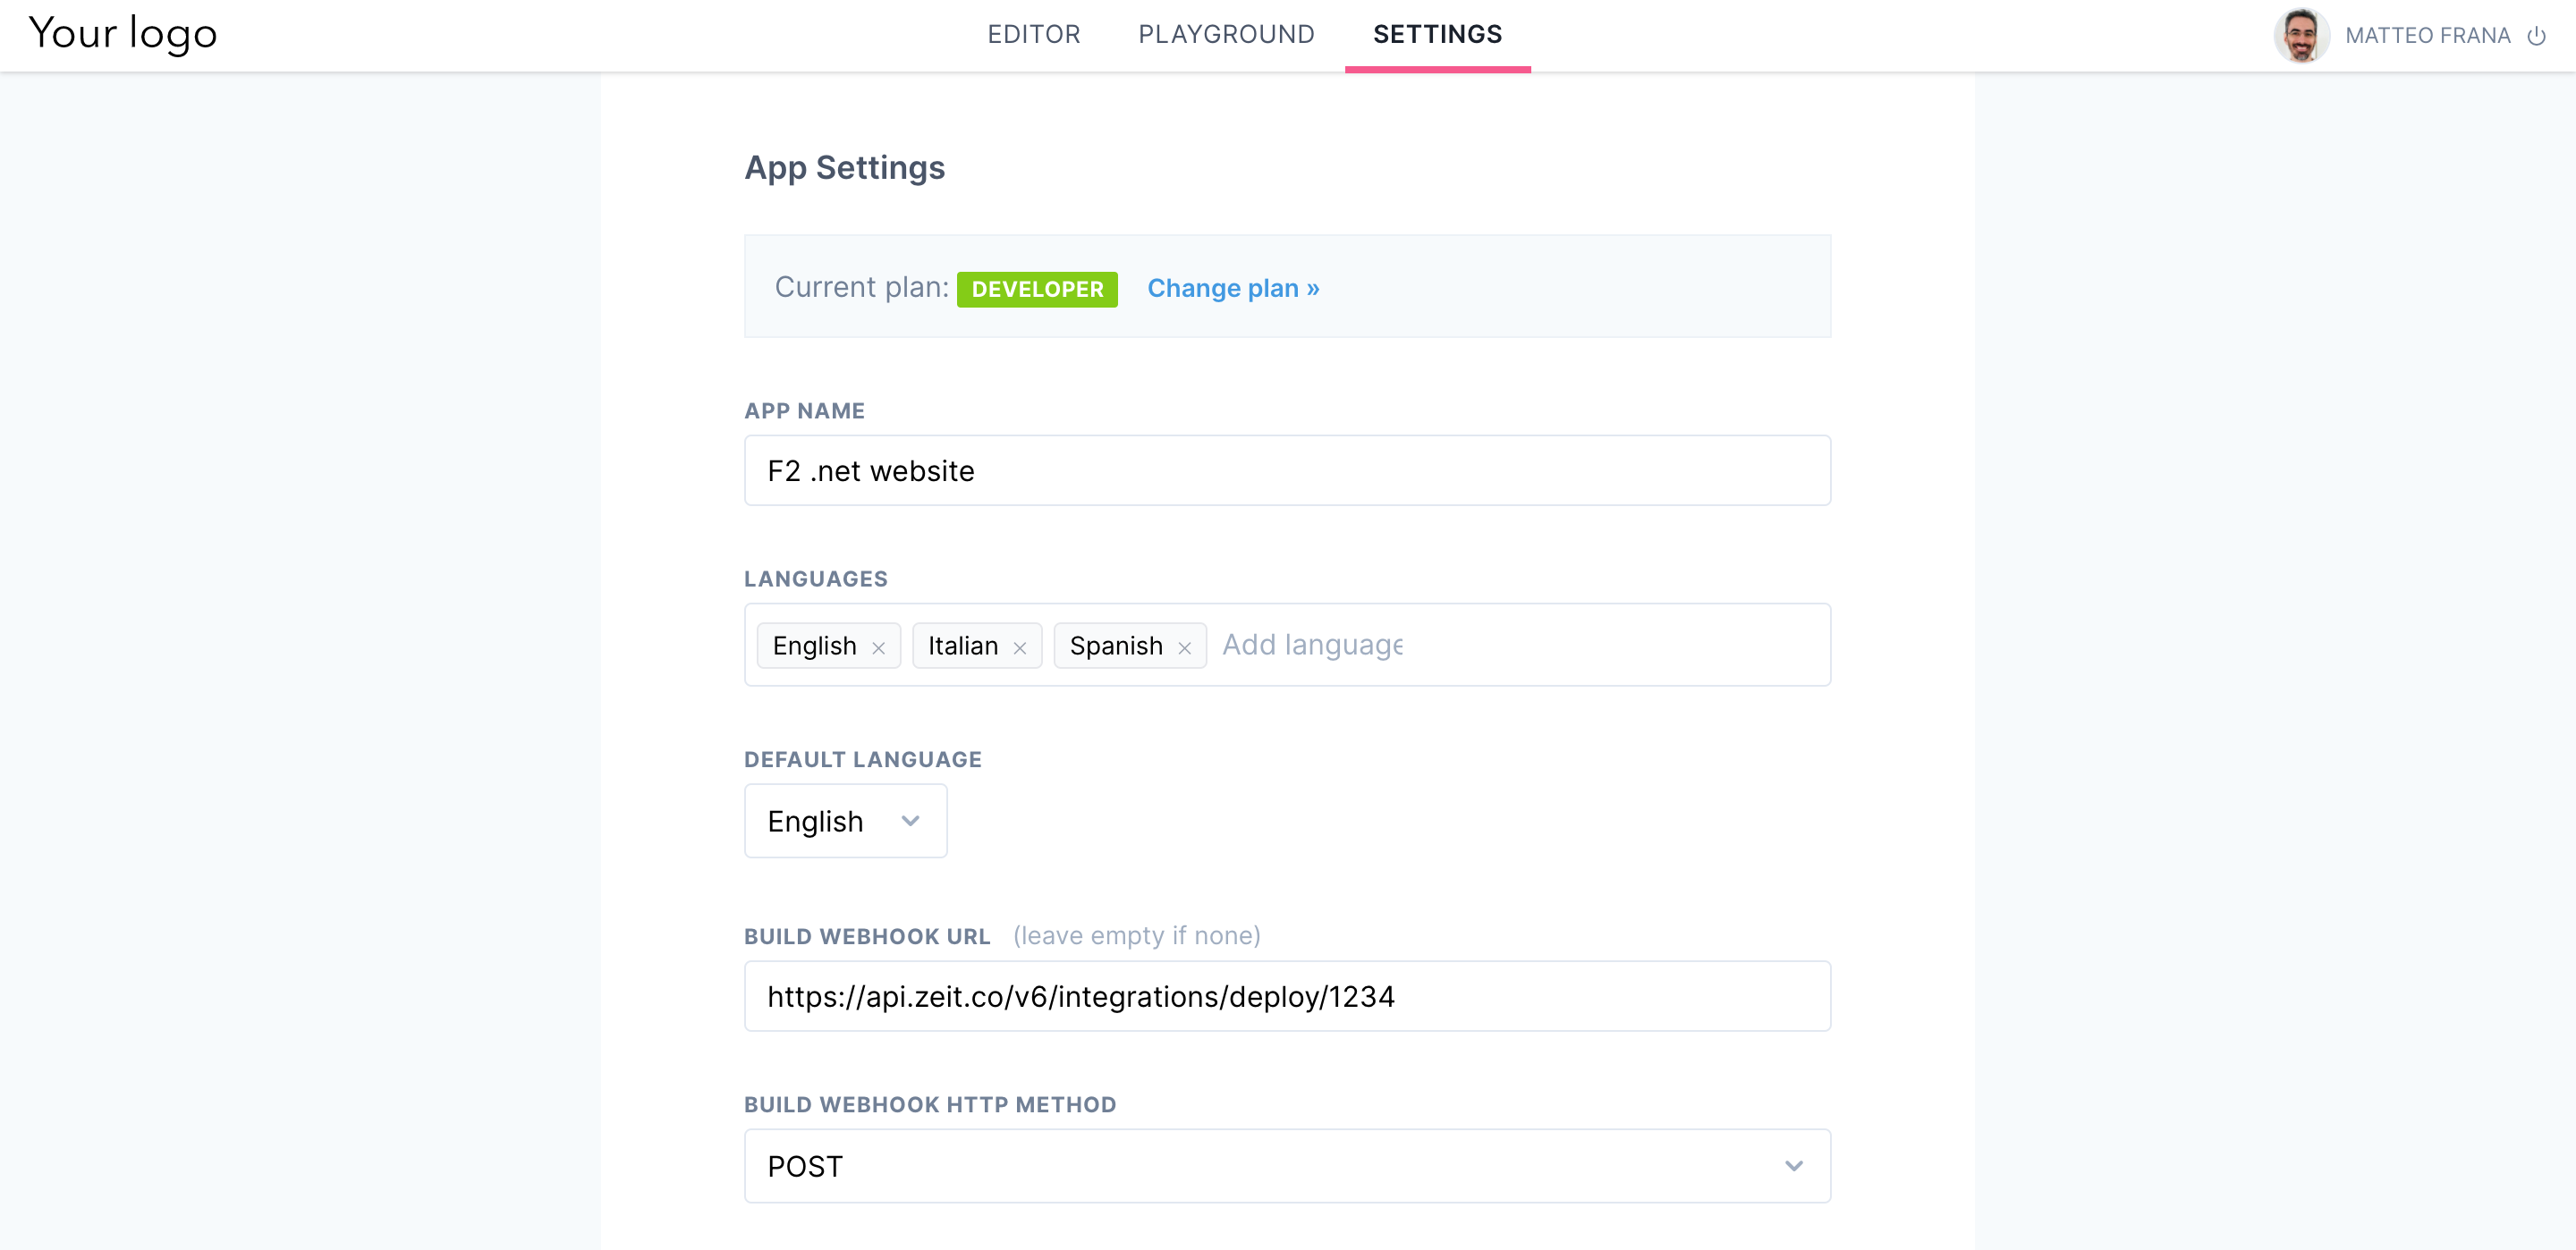 Your logo
EDITOR PLAYGROUND SETTINGS
MATTEO FRANA
App Settings
Current plan: DEVELOPER Change plan »
APP NAME
F2 .net website
LANGUAGES
English × Italian × Spanish × Add language
DEFAULT LANGUAGE
English
BUILD WEBHOOK URL (leave empty if none)
https://api.zeit.co/v6/integrations/deploy/1234
BUILD WEBHOOK HTTP METHOD
POST